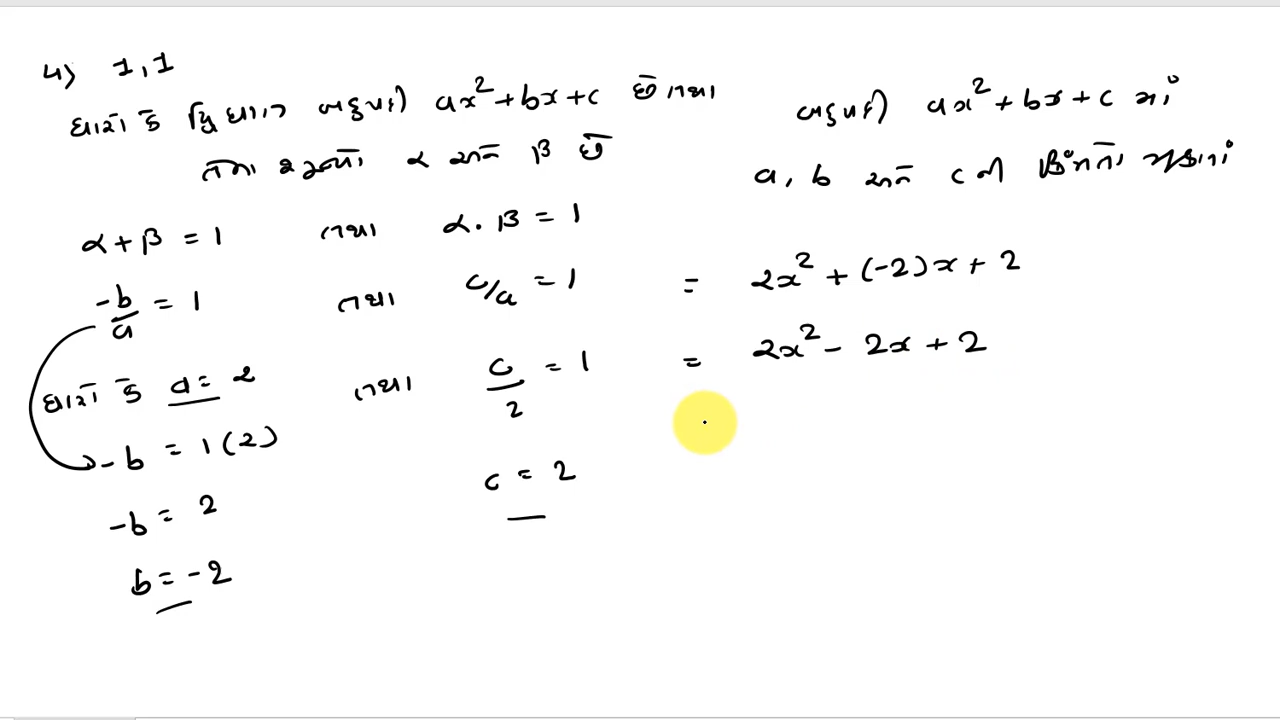 ૫) 1,1
ધારો કે દ્વિઘાત બહુપદી ax²+bx+c છે તથા
તેના શૂન્યો α અને β છે
α+β = 1 તથા α.β = 1
-b/a = 1 તથા c/a = 1
ધારો કે a = 2 તથા c/2 = 1
-b = 1(2)
c = 2
-b = 2
b = -2
બહુપદી ax²+bx+c માં
a, b અને c ની કિંમતો મુકતાં
= 2x² + (-2)x + 2
= 2x² - 2x + 2